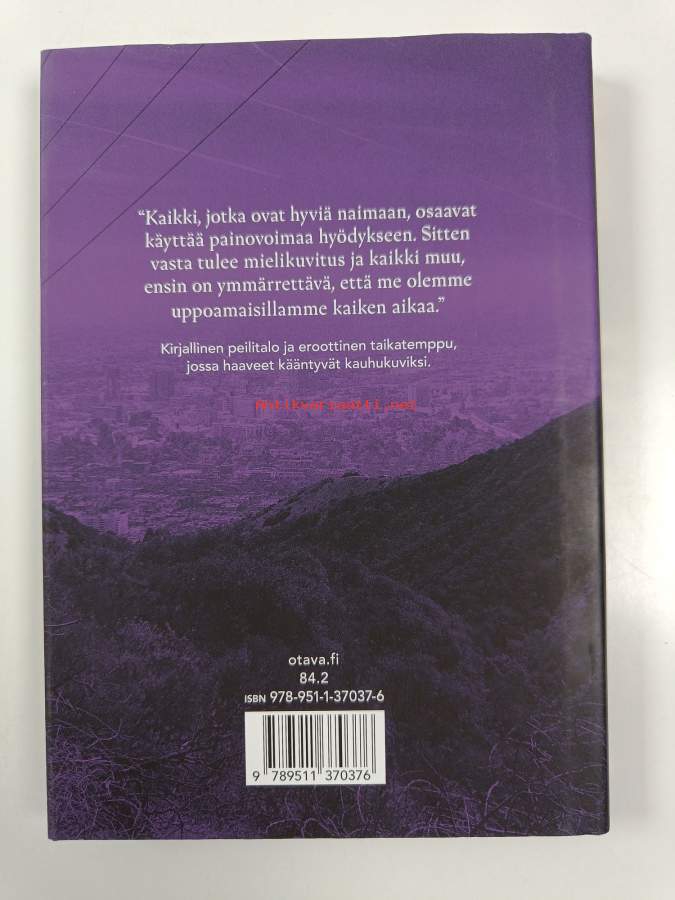 “Kaikki, jotka ovat hyviä naimaan, osaavat
käyttää painovoimaa hyödykseen. Sitten
vasta tulee mielikuvitus ja kaikki muu,
ensin on ymmärrettävä, että me olemme
uppoamaisillamme kaiken aikaa.”
Kirjallinen peilitalo ja eroottinen taikatemppu,
jossa haaveet kääntyvät kauhukuviksi.
Antikvariaatti.net
otava.fi
84.2
ISBN 978-951-1-37037-6
9 789511 370376